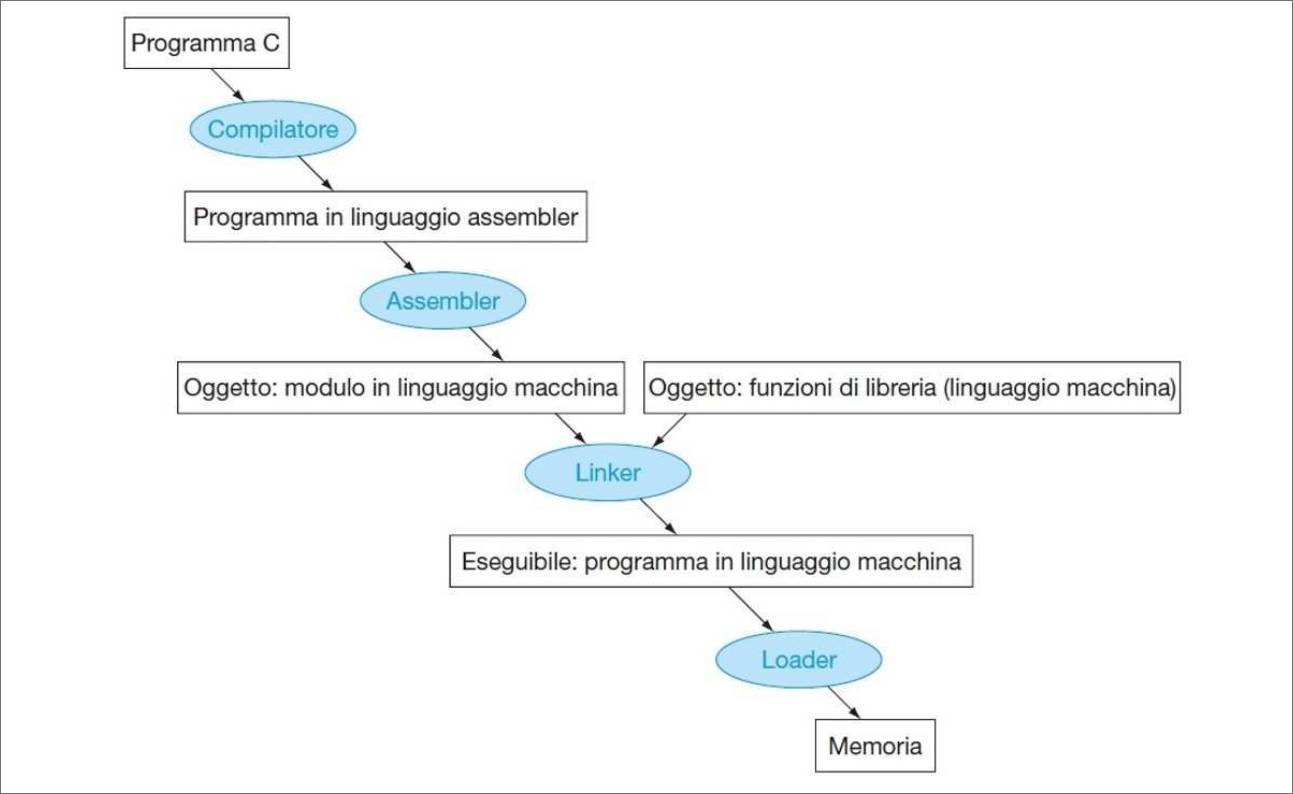 Programma C
Compilatore
Programma in linguaggio assembler
Assembler
Oggetto: modulo in linguaggio macchina
Oggetto: funzioni di libreria (linguaggio macchina)
Linker
Eseguibile: programma in linguaggio macchina
Loader
Memoria